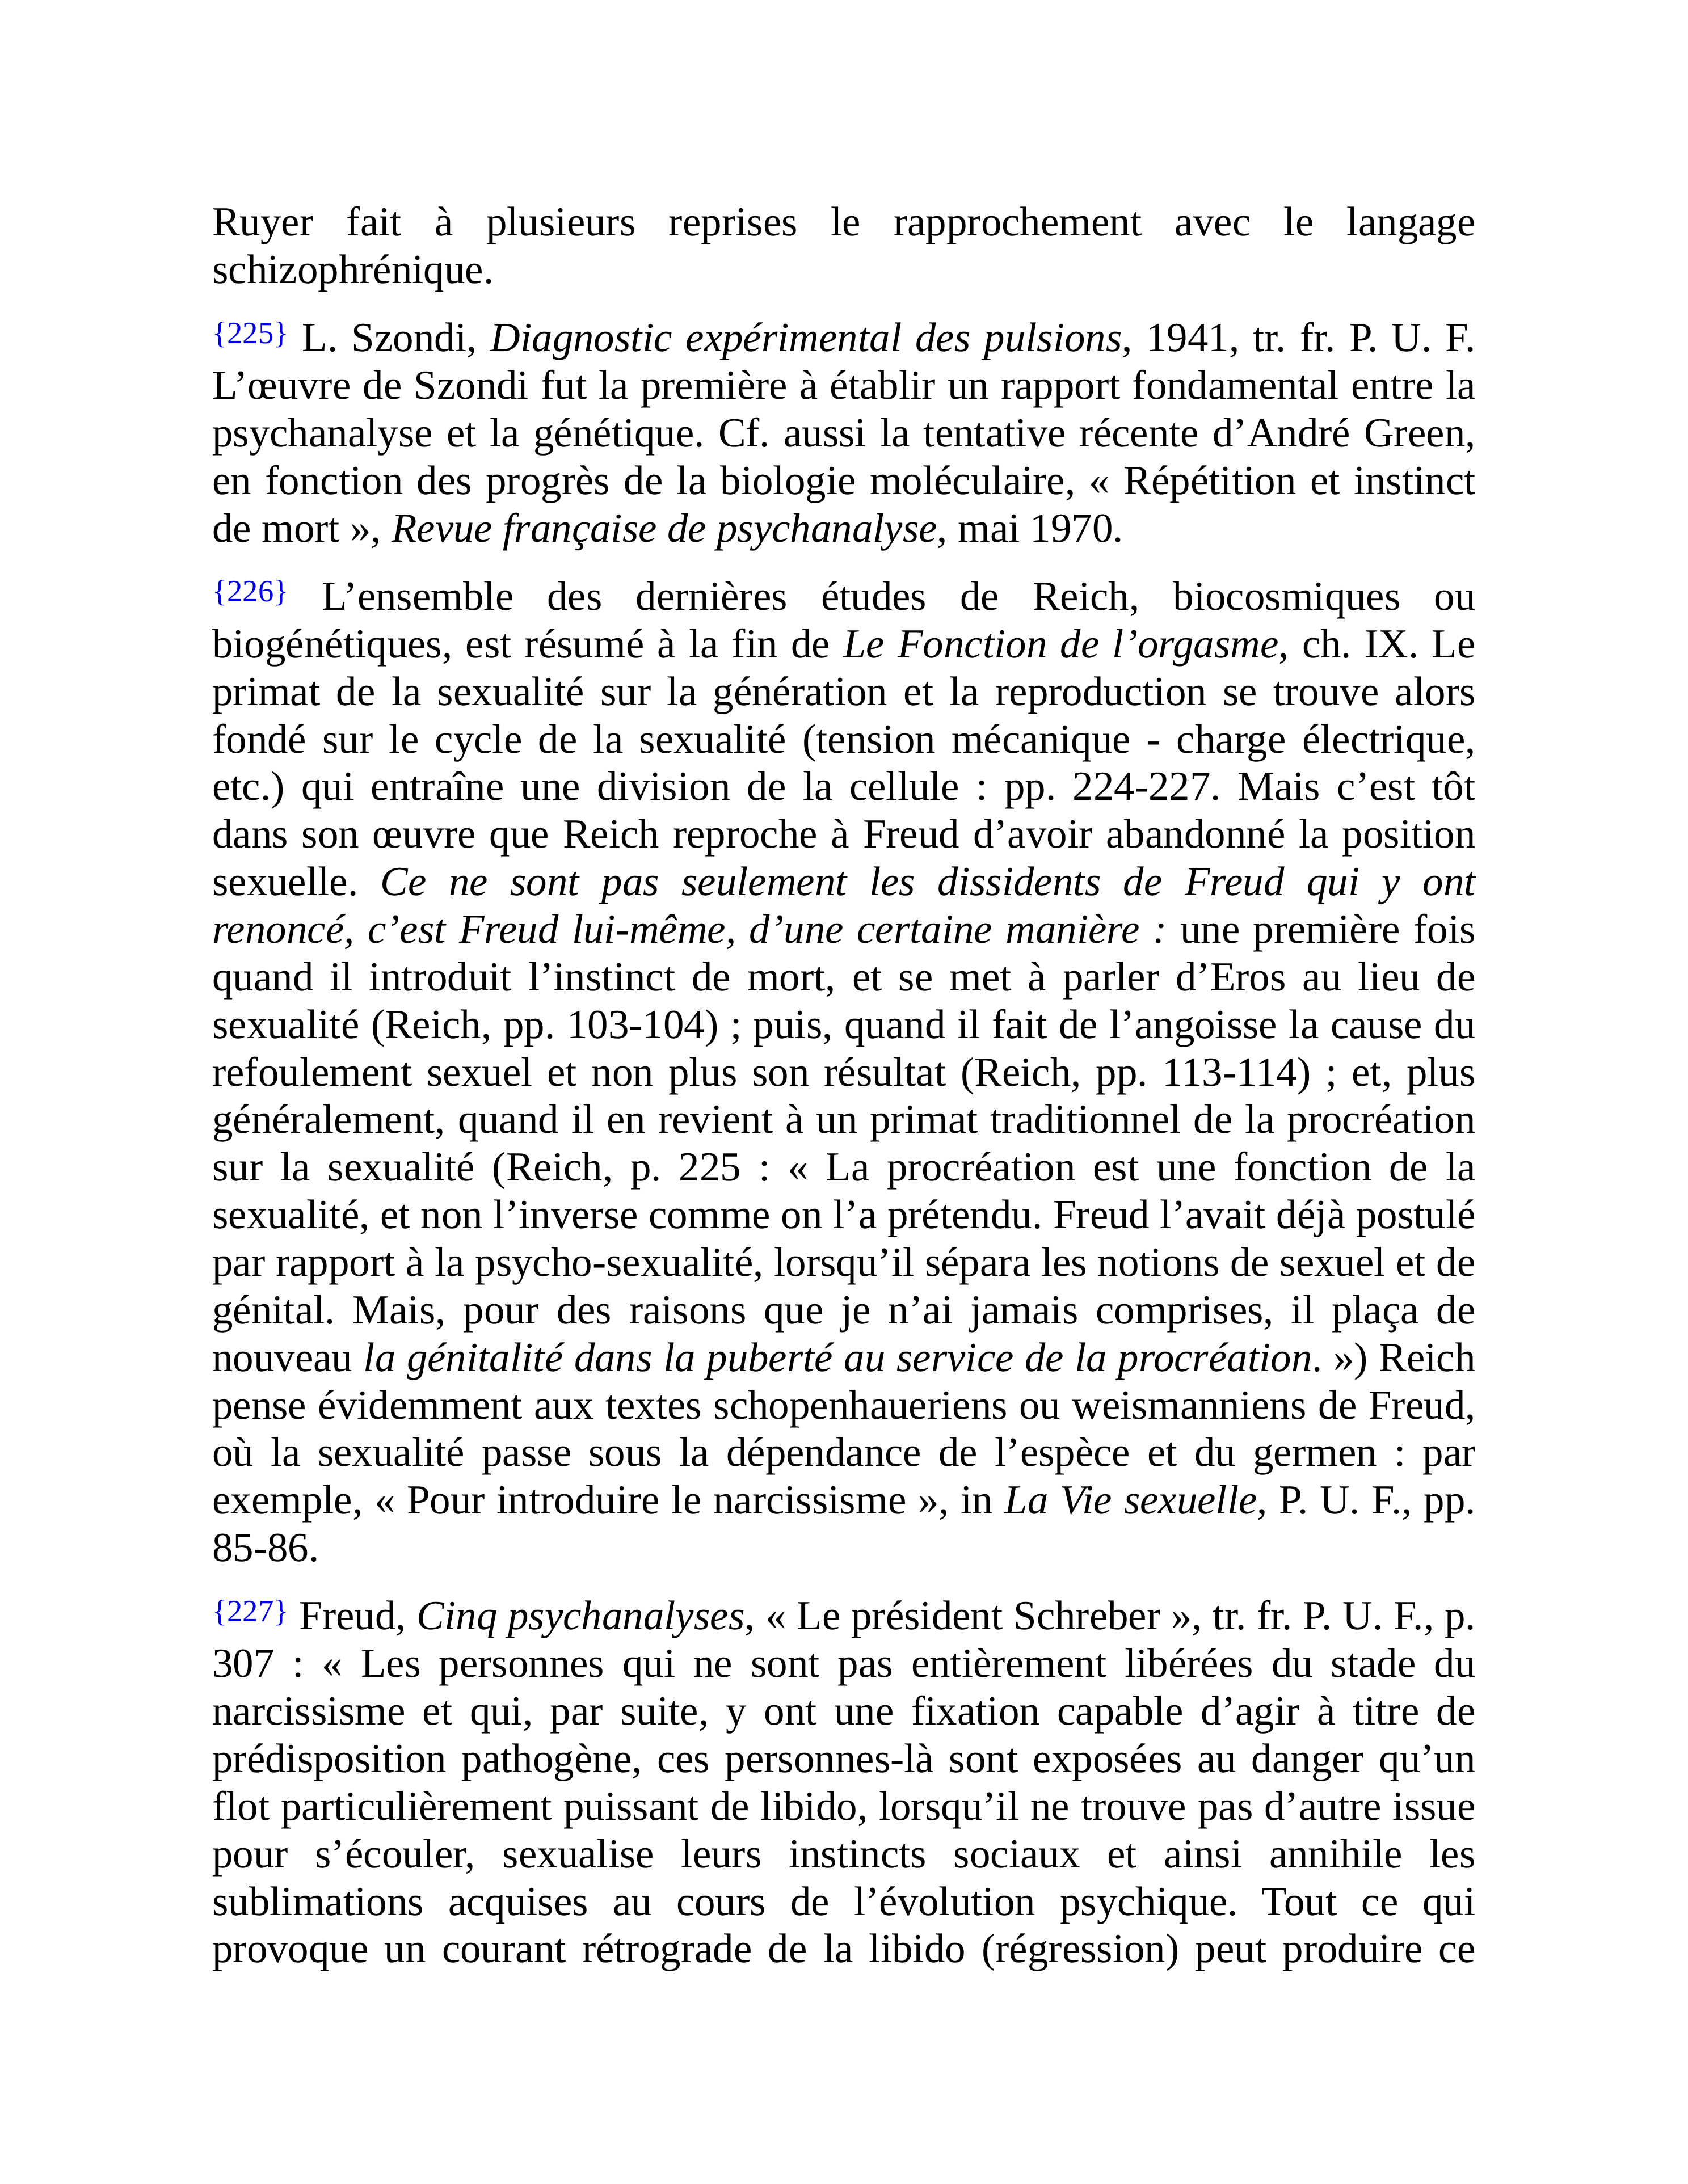 Ruyer fait à plusieurs reprises le rapprochement avec le langage
schizophrénique.
{225} L. Szondi, Diagnostic expérimental des pulsions, 1941, tr. fr. P. U. F.
L’œuvre de Szondi fut la première à établir un rapport fondamental entre la
psychanalyse et la génétique. Cf. aussi la tentative récente d’André Green,
en fonction des progrès de la biologie moléculaire, « Répétition et instinct
de mort », Revue française de psychanalyse, mai 1970.
{226} L’ensemble des dernières études de Reich, biocosmiques ou
biogénétiques, est résumé à la fin de Le Fonction de l’orgasme, ch. IX. Le
primat de la sexualité sur la génération et la reproduction se trouve alors
fondé sur le cycle de la sexualité (tension mécanique - charge électrique,
etc.) qui entraîne une division de la cellule : pp. 224-227. Mais c’est tôt
dans son œuvre que Reich reproche à Freud d’avoir abandonné la position
sexuelle. Ce ne sont pas seulement les dissidents de Freud qui y ont
renoncé, c’est Freud lui-même, d’une certaine manière : une première fois
quand il introduit l’instinct de mort, et se met à parler d’Eros au lieu de
sexualité (Reich, pp. 103-104) ; puis, quand il fait de l’angoisse la cause du
refoulement sexuel et non plus son résultat (Reich, pp. 113-114) ; et, plus
généralement, quand il en revient à un primat traditionnel de la procréation
sur la sexualité (Reich, p. 225 : « La procréation est une fonction de la
sexualité, et non l’inverse comme on l’a prétendu. Freud l’avait déjà postulé
par rapport à la psycho-sexualité, lorsqu’il sépara les notions de sexuel et de
génital. Mais, pour des raisons que je n’ai jamais comprises, il plaça de
nouveau la génitalité dans la puberté au service de la procréation. ») Reich
pense évidemment aux textes schopenhaueriens ou weismanniens de Freud,
où la sexualité passe sous la dépendance de l’espèce et du germen : par
exemple, « Pour introduire le narcissisme », in La Vie sexuelle, P. U. F., pp.
85-86.
{227} Freud, Cinq psychanalyses, « Le président Schreber », tr. fr. P. U. F., p.
307 : « Les personnes qui ne sont pas entièrement libérées du stade du
narcissisme et qui, par suite, y ont une fixation capable d’agir à titre de
prédisposition pathogène, ces personnes-là sont exposées au danger qu’un
flot particulièrement puissant de libido, lorsqu’il ne trouve pas d’autre issue
pour s’écouler, sexualise leurs instincts sociaux et ainsi annihile les
sublimations acquises au cours de l’évolution psychique. Tout ce qui
provoque un courant rétrograde de la libido (régression) peut produire ce